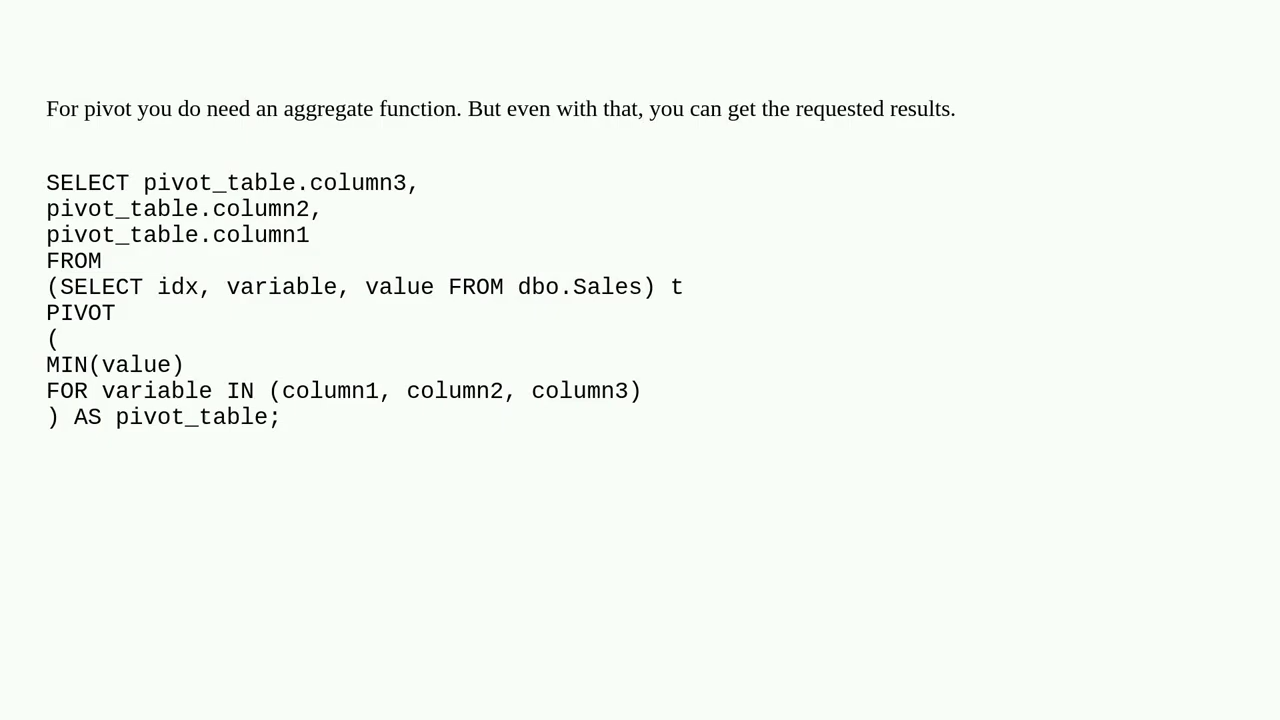 For pivot you do need an aggregate function. But even with that, you can get the requested results.
SELECT pivot_table.column3,
pivot_table.column2,
pivot_table.column1
FROM
(SELECT idx, variable, value FROM dbo.Sales) t
PIVOT
(
MIN(value)
FOR variable IN (column1, column2, column3)
) AS pivot_table;